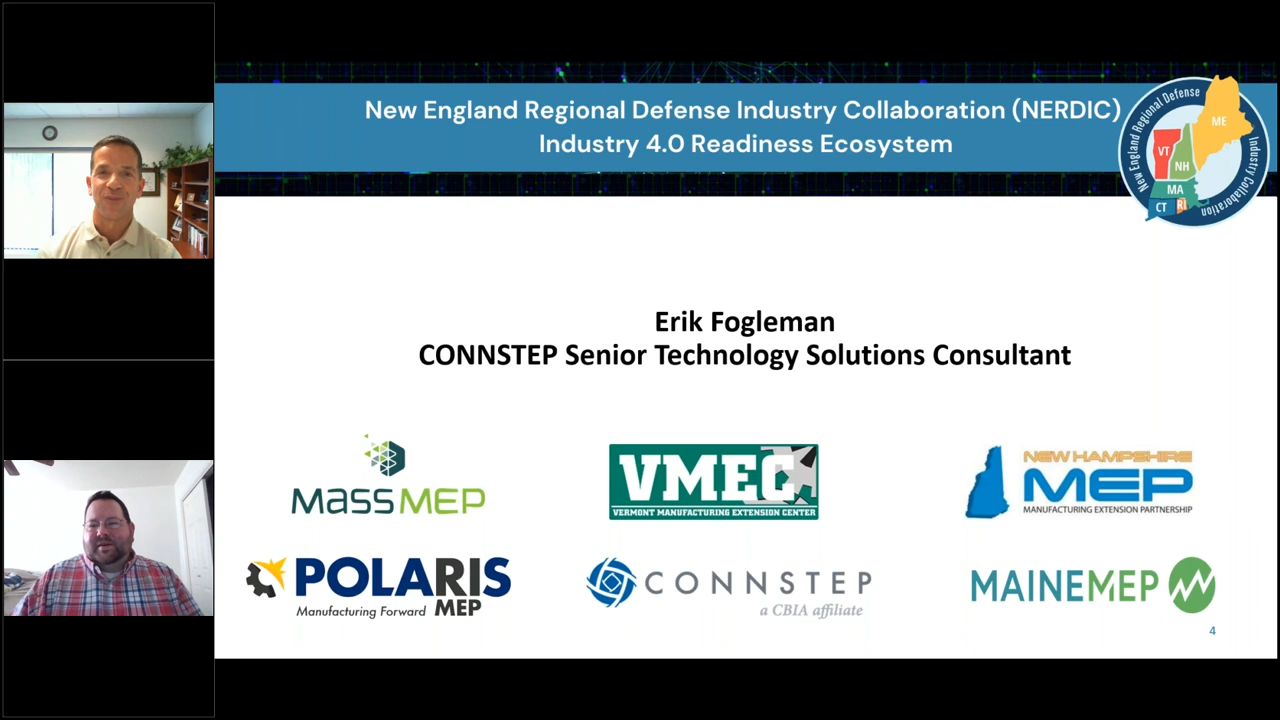 New England Regional Defense Industry Collaboration (NERDIC)
Industry 4.0 Readiness Ecosystem
New England Regional Defense
Industry Collaboration
ME
VT
NH
MA
CT
RI
Erik Fogleman
CONNSTEP Senior Technology Solutions Consultant
MASSMEP
VMEC
VERMONT MANUFACTURING EXTENSION CENTER
NEW HAMPSHIRE
MEP
MANUFACTURING EXTENSION PARTNERSHIP
POLARIS
Manufacturing Forward MEP
CONNSTEP
a CBIA affiliate
MAINEMEP
4